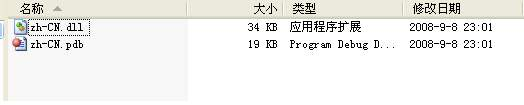 名称 大小 类型 修改日期
zh-CN.dll 34 KB 应用程序扩展 2008-9-8 23:01
zh-CN.pdb 19 KB Program Debug D... 2008-9-8 23:01